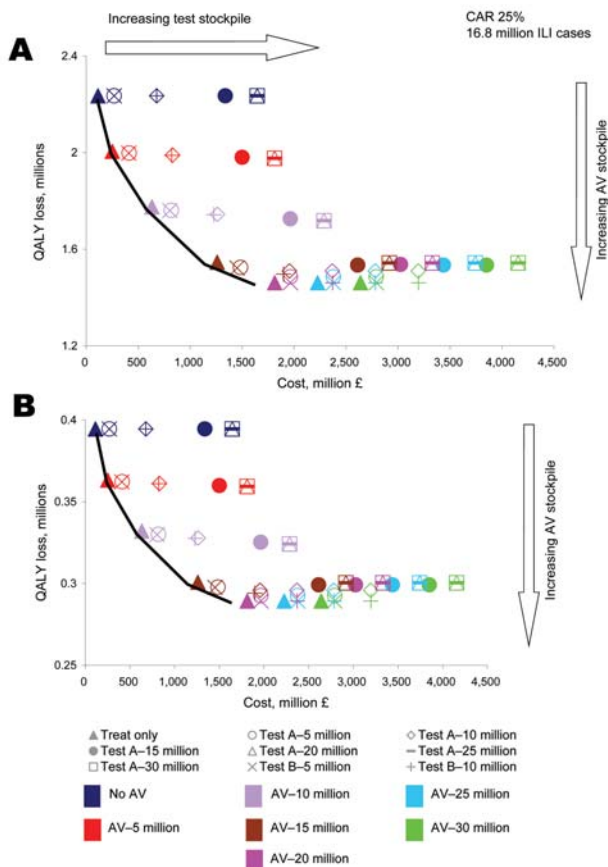 Increasing test stockpile
CAR 25%
16.8 million ILI cases
A
2.4
2
1.6
1.2
QALY loss, millions
0 500 1,000 1,500 2,000 2,500 3,000 3,500 4,000 4,500
Cost, million £
Increasing AV stockpile
B
0.4
0.35
0.3
0.25
QALY loss, millions
0 500 1,000 1,500 2,000 2,500 3,000 3,500 4,000 4,500
Cost, million £
Increasing AV stockpile
Treat only Test A–5 million Test A–10 million
Test A–15 million Test A–20 million Test A–25 million
Test A–30 million Test B–5 million Test B–10 million
No AV AV–10 million AV–25 million
AV–5 million AV–15 million AV–30 million
AV–20 million